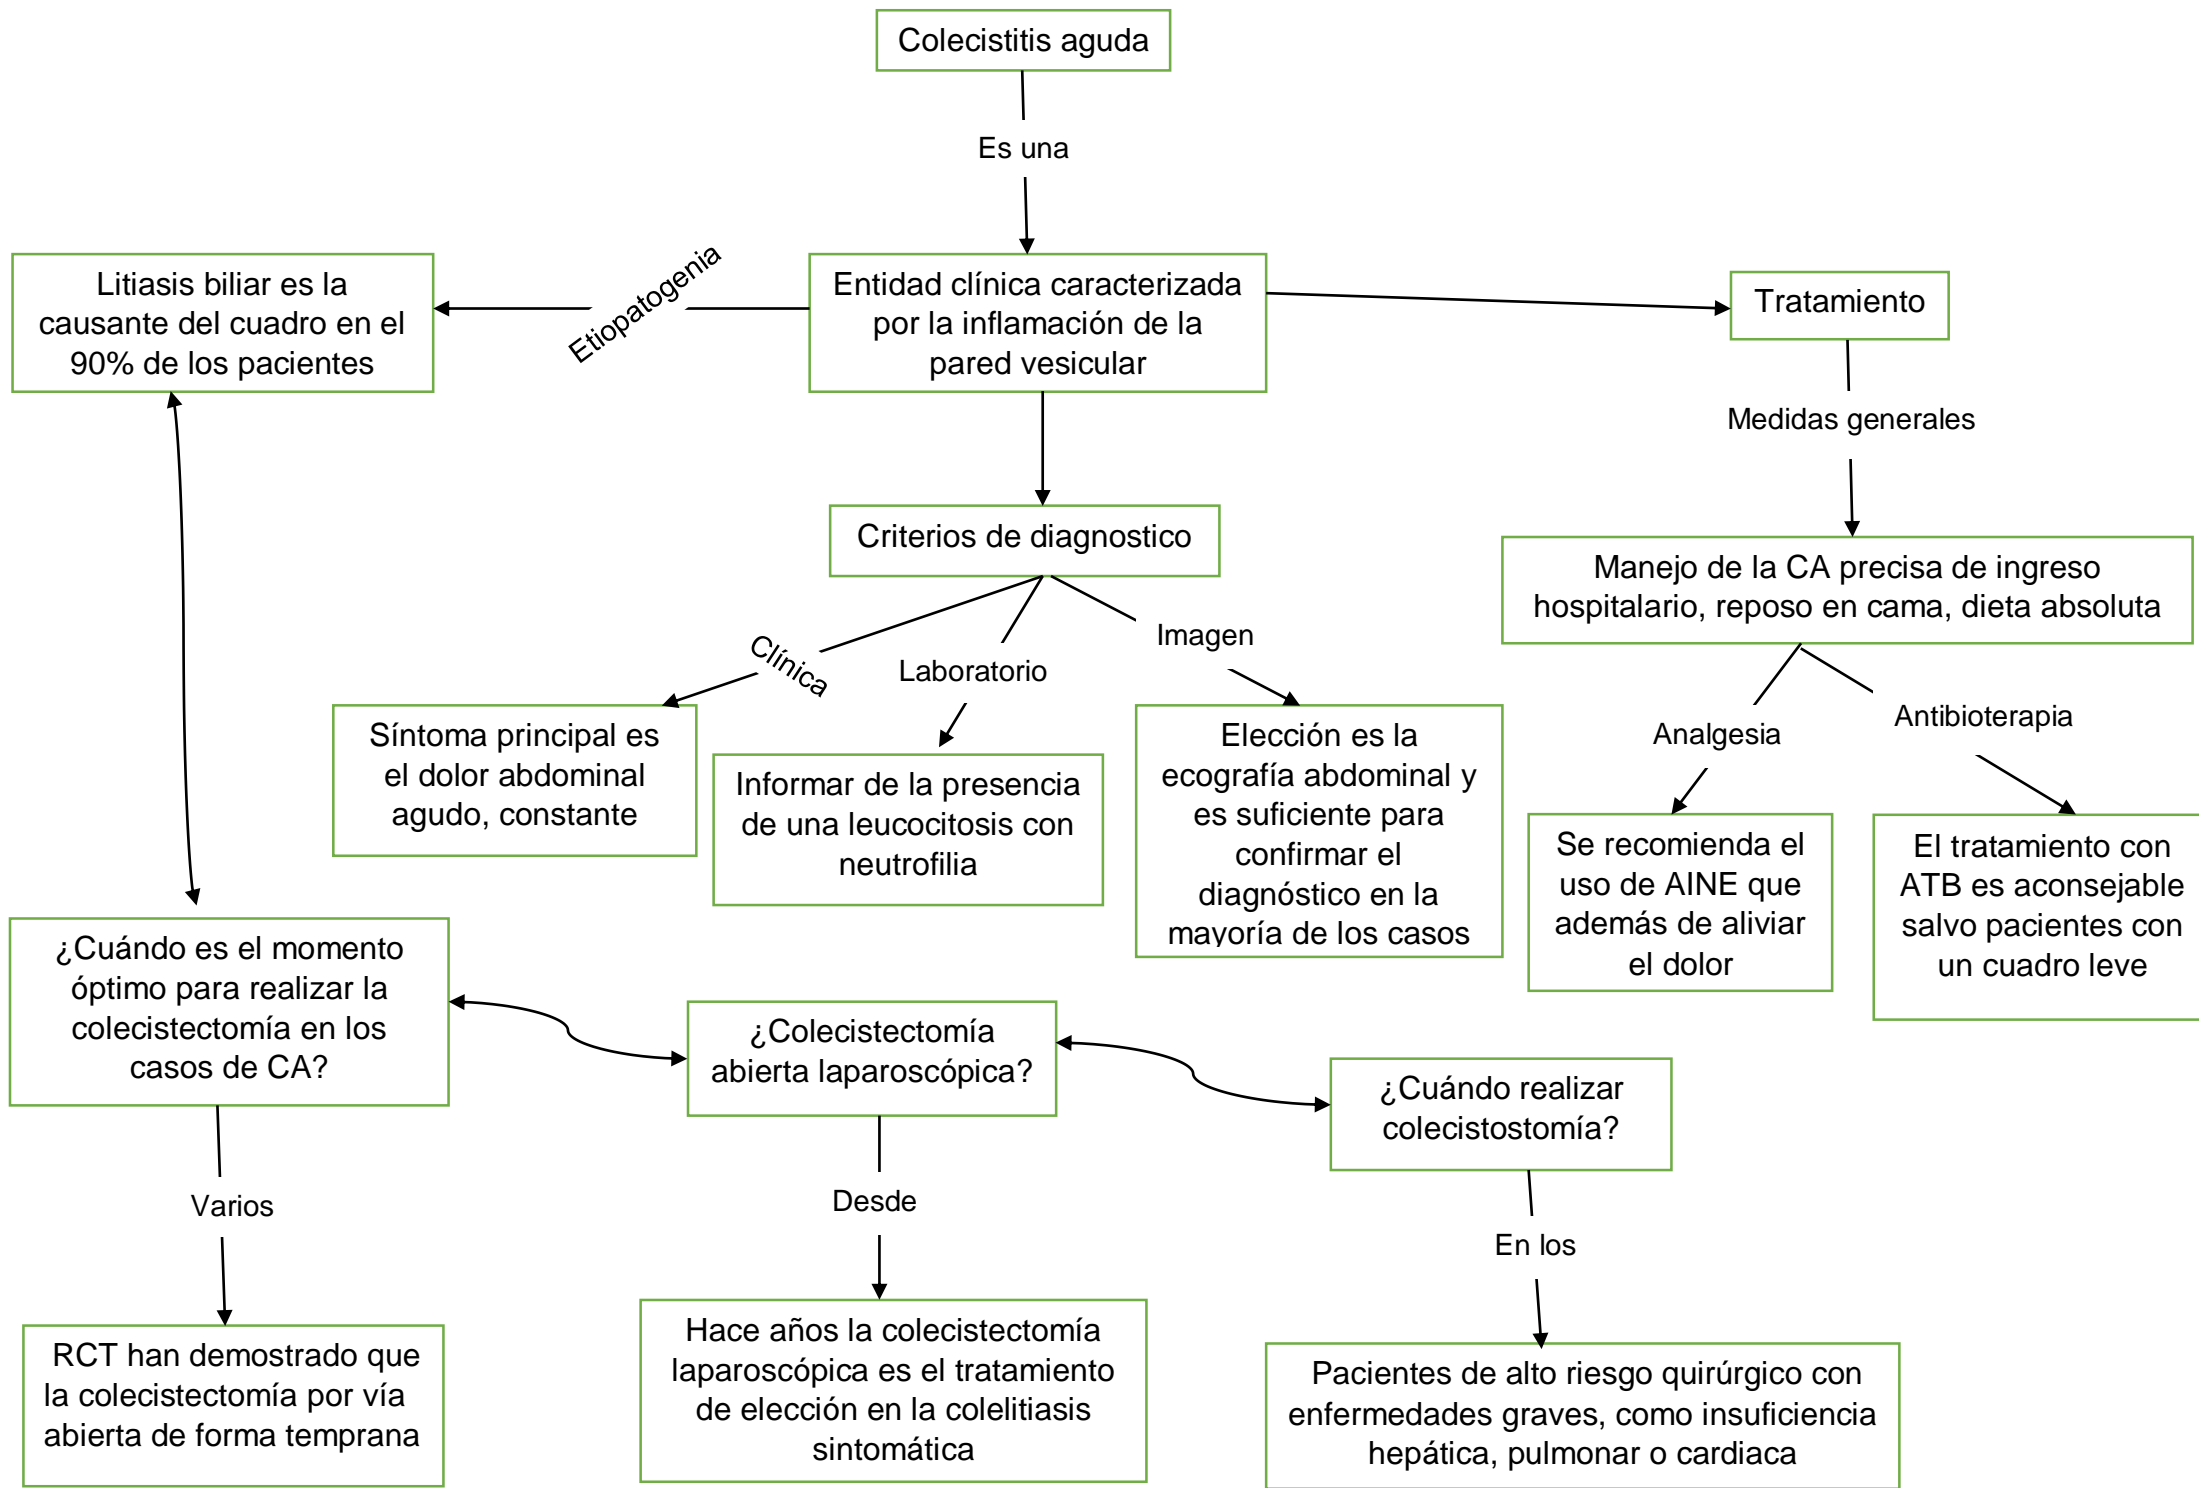 Colecistitis aguda
Es una
Etiopatogenia
Litiasis biliar es la
causante del cuadro en el
90% de los pacientes
Entidad clínica caracterizada
por la inflamación de la
pared vesicular
Tratamiento
Medidas generales
Criterios de diagnostico
Manejo de la CA precisa de ingreso
hospitalario, reposo en cama, dieta absoluta
Clínica
Laboratorio
Imagen
Analgesia
Antibioterapia
Síntoma principal es
el dolor abdominal
agudo, constante
Informar de la presencia
de una leucocitosis con
neutrofilia
Elección es la
ecografía abdominal y
es suficiente para
confirmar el
diagnóstico en la
mayoría de los casos
Se recomienda el
uso de AINE que
además de aliviar
el dolor
El tratamiento con
ATB es aconsejable
salvo pacientes con
un cuadro leve
¿Cuándo es el momento
óptimo para realizar la
colecistectomía en los
casos de CA?
¿Colecistectomía
abierta laparoscópica?
¿Cuándo realizar
colecistostomía?
Varios
Desde
En los
RCT han demostrado que
la colecistectomía por vía
abierta de forma temprana
Hace años la colecistectomía
laparoscópica es el tratamiento
de elección en la colelitiasis
sintomática
Pacientes de alto riesgo quirúrgico con
enfermedades graves, como insuficiencia
hepática, pulmonar o cardiaca